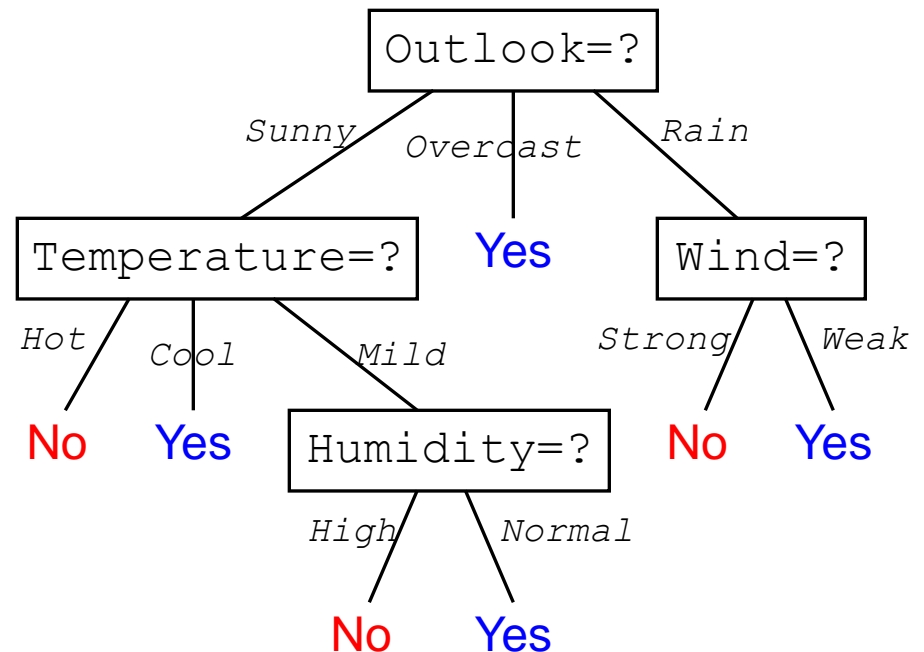 Outlook=?
Sunny Overcast Rain
Temperature=? Yes Wind=?
Hot Cool Mild Strong Weak
No Yes Humidity=? No Yes
High Normal
No Yes